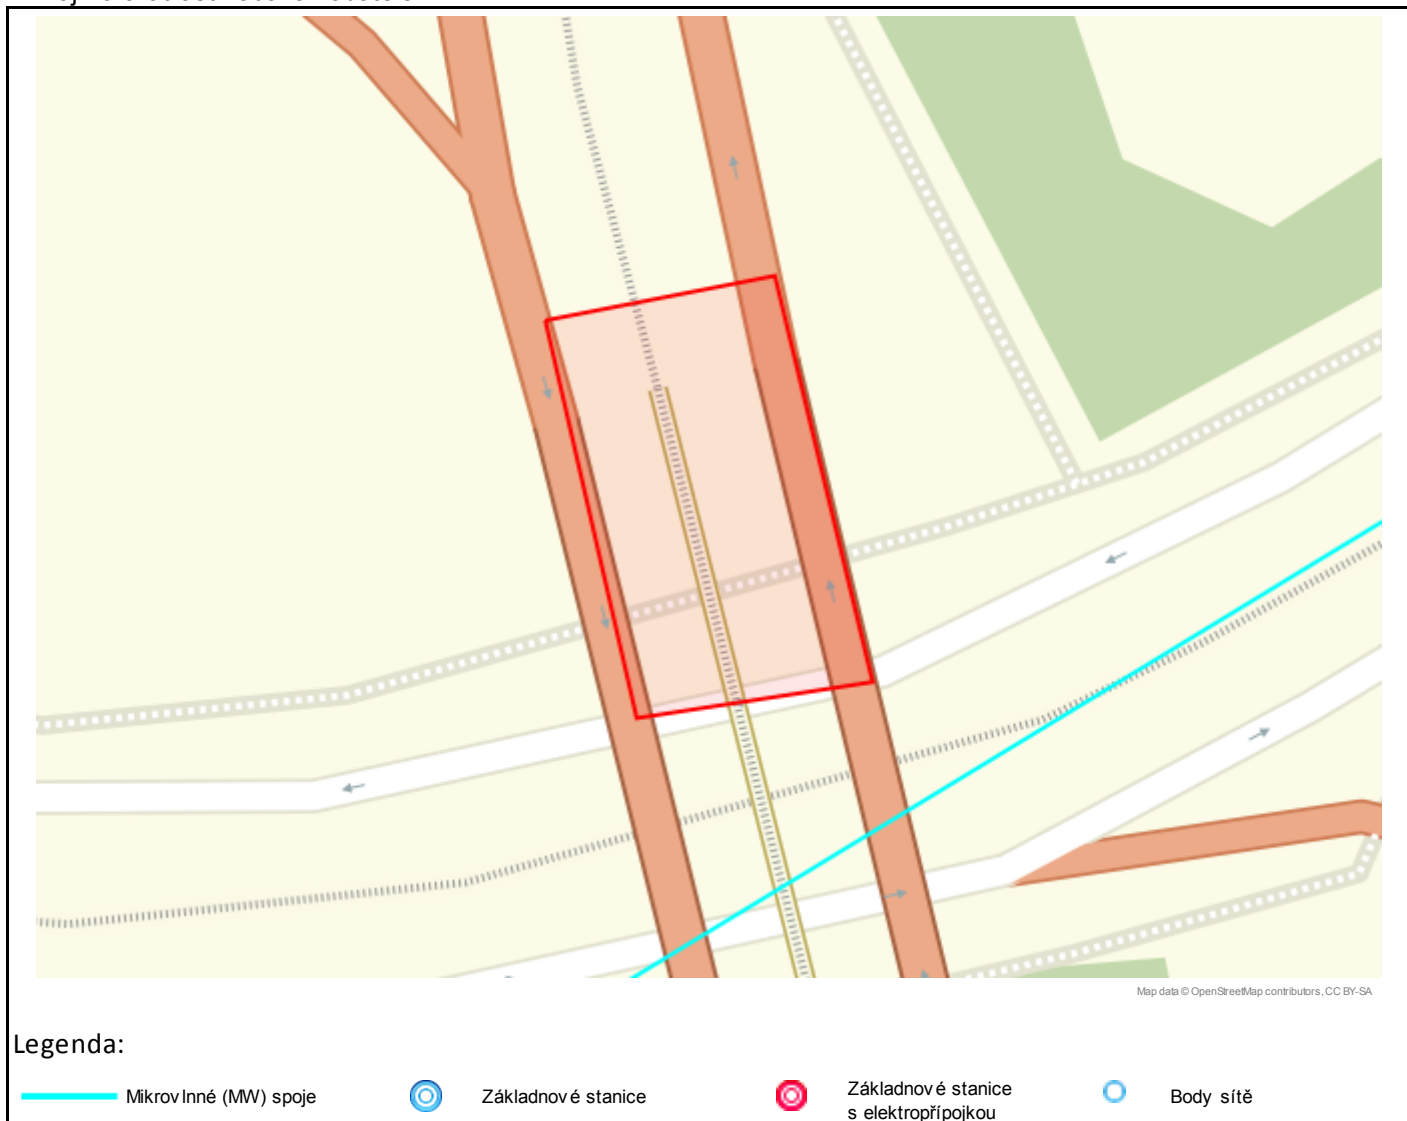 Map data © OpenStreetMap contributors, CC BY-SA
Legenda:
Mikrovlnné (MW) spoje
Základnové stanice
Základnové stanice
s elektropřípojkou
Body sítě